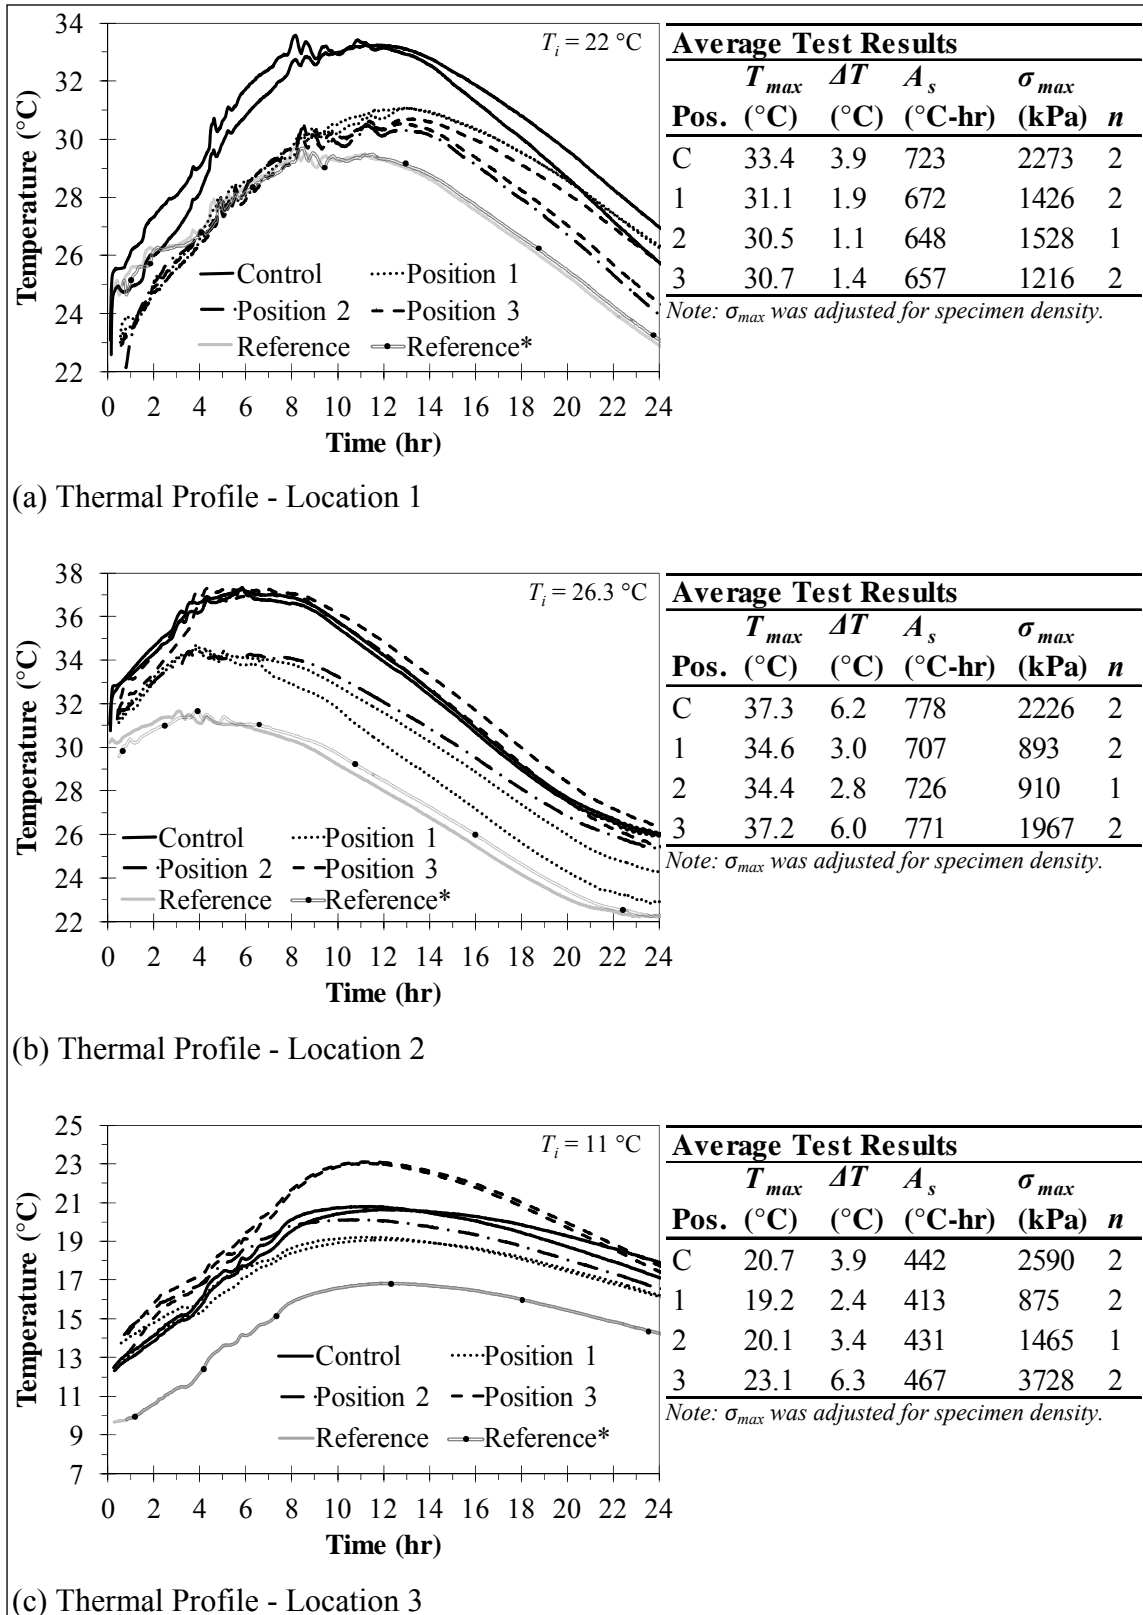 34
32
30
28
26
24
22
Temperature (°C)
T_i = 22 °C
Control
Position 1
Position 2
Position 3
Reference
Reference*
0 2 4 6 8 10 12 14 16 18 20 22 24
Time (hr)
Average Test Results
T_max ΔT A_s σ_max
Pos. (°C) (°C) (°C-hr) (kPa) n
C 33.4 3.9 723 2273 2
1 31.1 1.9 672 1426 2
2 30.5 1.1 648 1528 1
3 30.7 1.4 657 1216 2
Note: σ_max was adjusted for specimen density.
(a) Thermal Profile - Location 1
38
36
34
32
30
28
26
24
22
Temperature (°C)
T_i = 26.3 °C
Control
Position 1
Position 2
Position 3
Reference
Reference*
0 2 4 6 8 10 12 14 16 18 20 22 24
Time (hr)
Average Test Results
T_max ΔT A_s σ_max
Pos. (°C) (°C) (°C-hr) (kPa) n
C 37.3 6.2 778 2226 2
1 34.6 3.0 707 893 2
2 34.4 2.8 726 910 1
3 37.2 6.0 771 1967 2
Note: σ_max was adjusted for specimen density.
(b) Thermal Profile - Location 2
25
23
21
19
17
15
13
11
9
7
Temperature (°C)
T_i = 11 °C
Control
Position 1
Position 2
Position 3
Reference
Reference*
0 2 4 6 8 10 12 14 16 18 20 22 24
Time (hr)
Average Test Results
T_max ΔT A_s σ_max
Pos. (°C) (°C) (°C-hr) (kPa) n
C 20.7 3.9 442 2590 2
1 19.2 2.4 413 875 2
2 20.1 3.4 431 1465 1
3 23.1 6.3 467 3728 2
Note: σ_max was adjusted for specimen density.
(c) Thermal Profile - Location 3